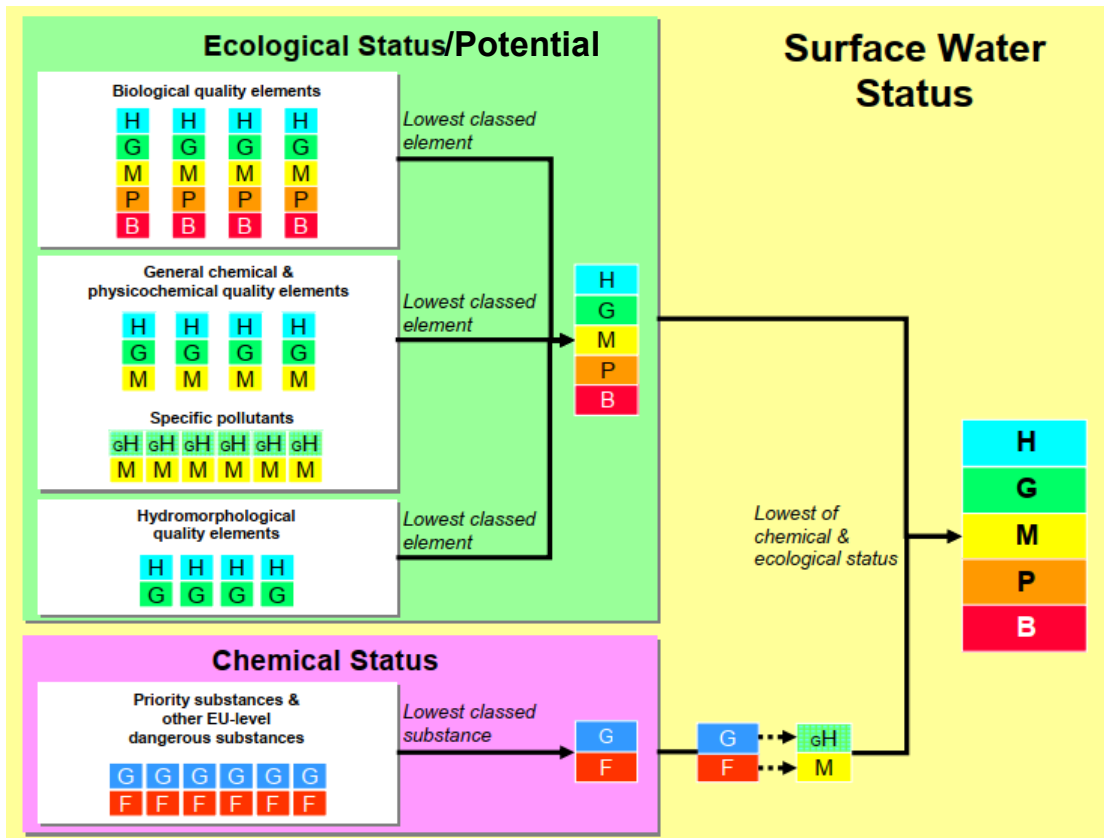 Ecological Status/Potential
Biological quality elements
H H H H
G G G G
M M M M
P P P P
B B B B
Lowest classed
element
General chemical &
physicochemical quality elements
H H H H
G G G G
M M M M
Lowest classed
element
Specific pollutants
GH GH GH GH GH GH
M M M M M M
Hydromorphological
quality elements
H H H H
G G G G
Lowest classed
element
H
G
M
P
B
Chemical Status
Priority substances &
other EU-level
dangerous substances
G G G G G G
F F F F F F
Lowest classed
substance
G
F
Surface Water
Status
G
F
GH
M
Lowest of
chemical &
ecological status
H
G
M
P
B